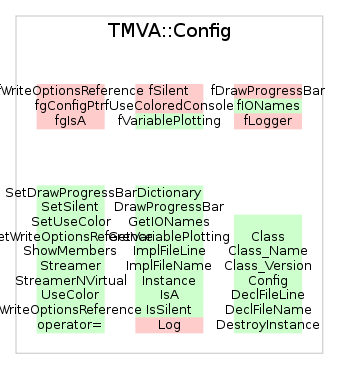 TMVA::Config
fWriteOptionsReference fSilent fDrawProgressBar
fgConfigPtr fUseColoredConsole fIONames
fgIsA fVariablePlotting fLogger
SetDrawProgressBar Dictionary
SetSilent DrawProgressBar
SetUseColor GetIONames
SetWriteOptionsReference GetVariablePlotting Class
ShowMembers ImplFileLine Class_Name
Streamer ImplFileName Class_Version
StreamerNVirtual Instance Config
UseColor IsA DeclFileLine
WriteOptionsReference IsSilent DeclFileName
operator= Log DestroyInstance